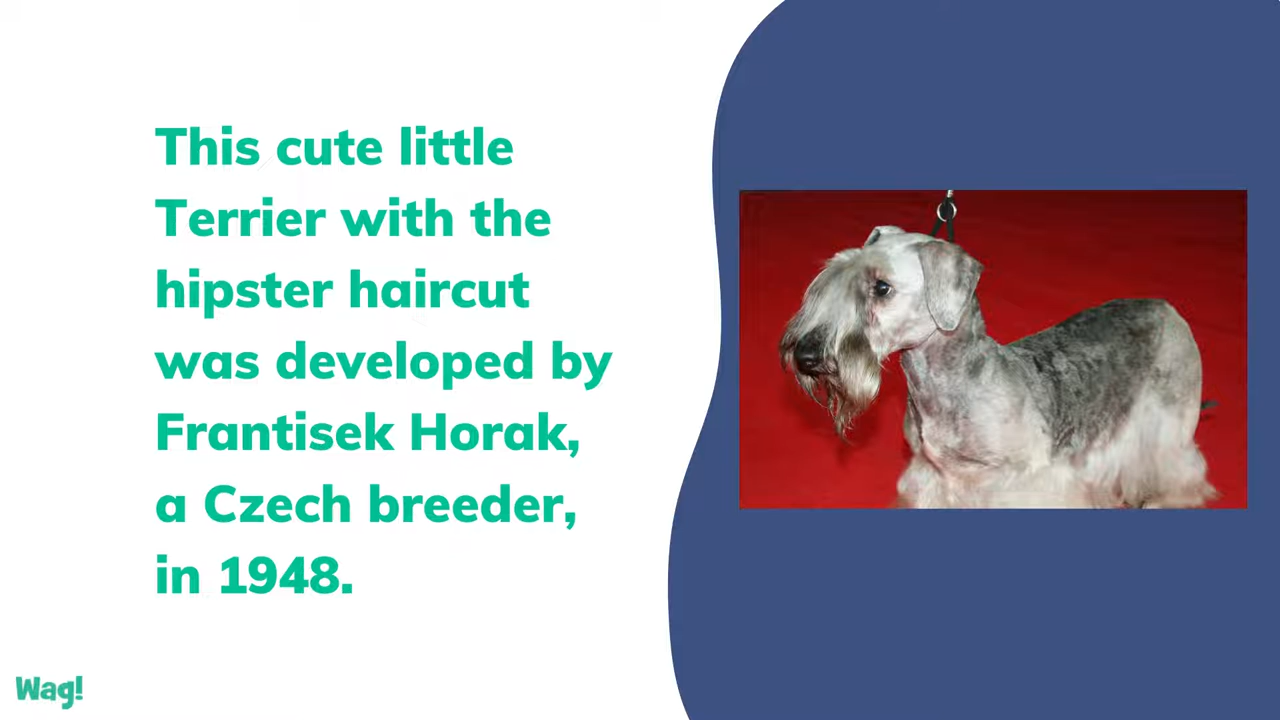 This cute little
Terrier with the
hipster haircut
was developed by
Frantisek Horak,
a Czech breeder,
in 1948.
Wag!